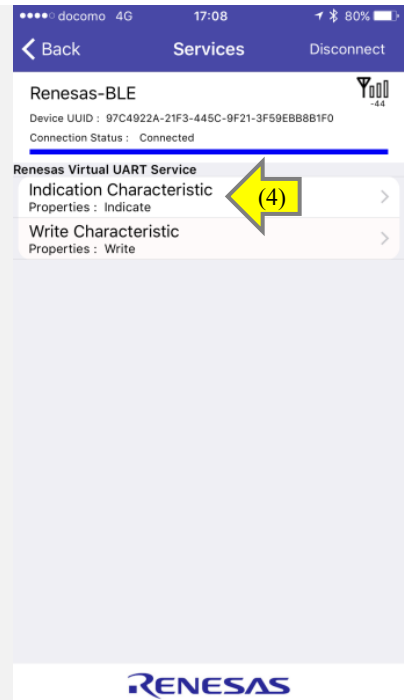 docomo 4G 17:08 80%
Back Services Disconnect
Renesas-BLE
-44
Device UUID : 97C4922A-21F3-445C-9F21-3F59EBB8B1F0
Connection Status : Connected
Renesas Virtual UART Service
Indication Characteristic
(4)
Properties : Indicate
Write Characteristic
Properties : Write
RENESAS